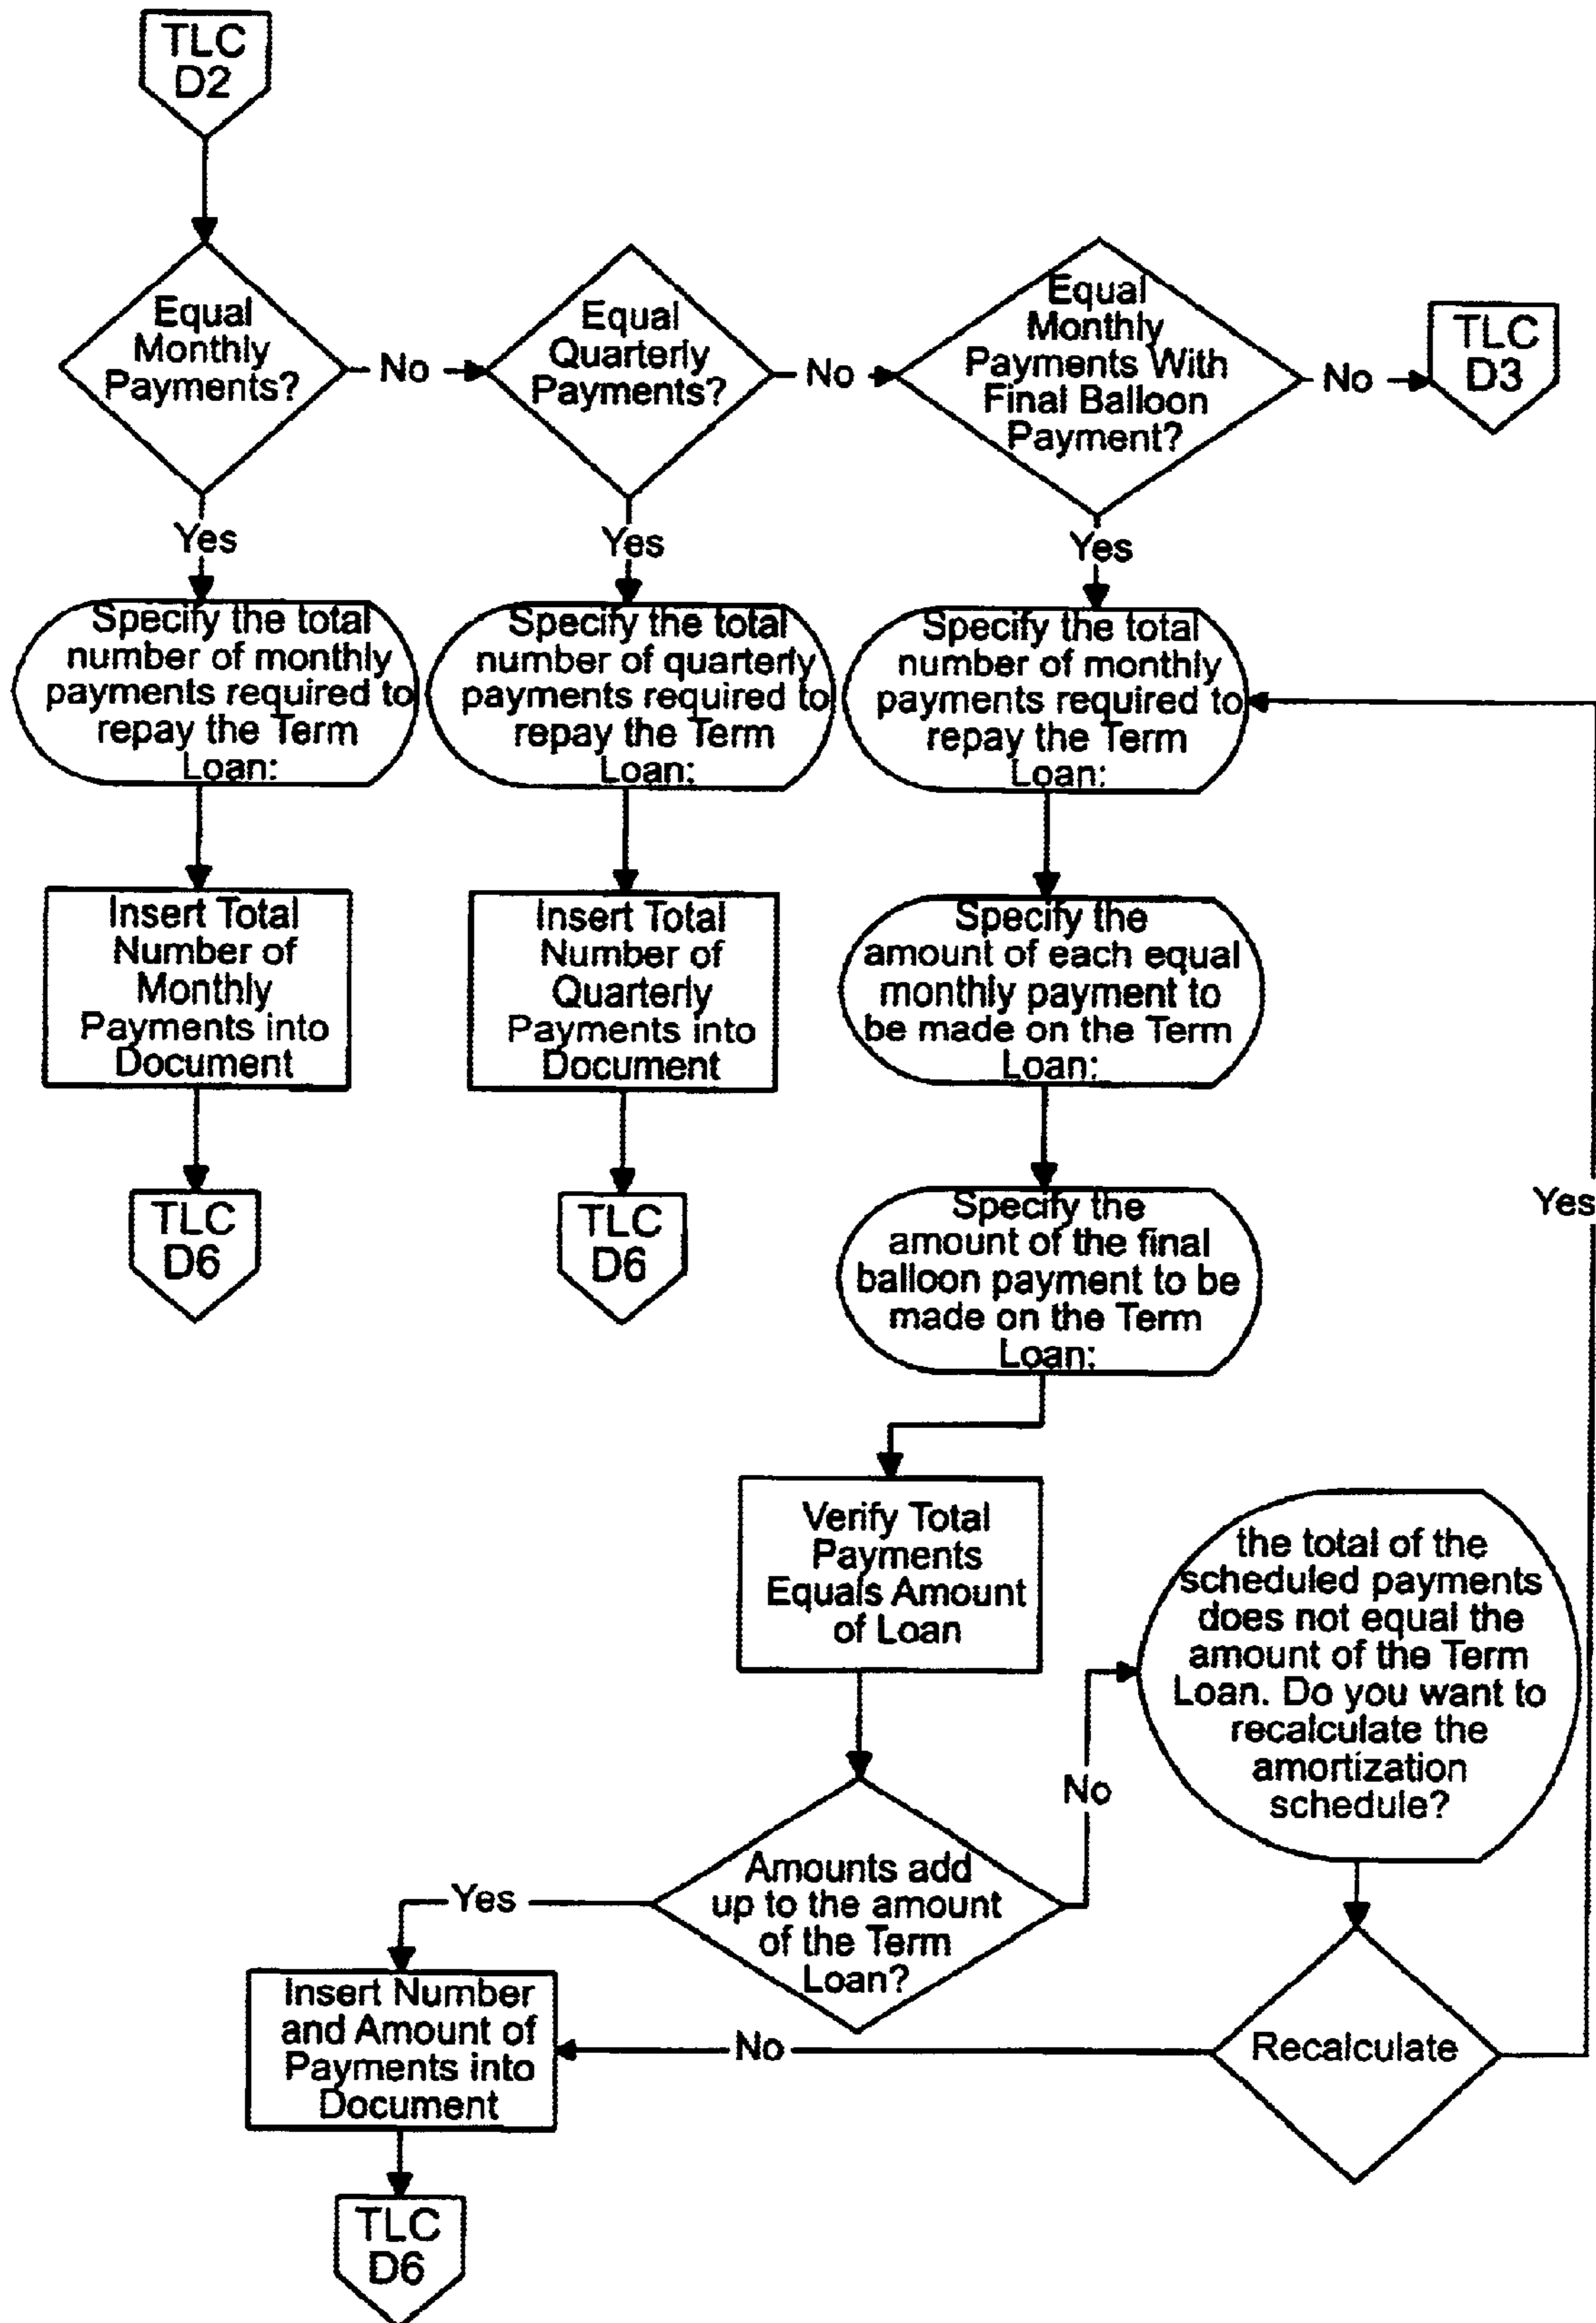 TLC
D2
Equal
Monthly
Payments?
No
Equal
Quarterly
Payments?
No
Equal
Monthly
Payments With
Final Balloon
Payment?
No
TLC
D3
Yes
Yes
Yes
Specify the total
number of monthly
payments required to
repay the Term
Loan:
Specify the total
number of quarterly
payments required to
repay the Term
Loan:
Specify the total
number of monthly
payments required to
repay the Term
Loan:
Insert Total
Number of
Monthly
Payments into
Document
Insert Total
Number of
Quarterly
Payments into
Document
Specify the
amount of each equal
monthly payment to
be made on the Term
Loan:
TLC
D6
TLC
D6
Specify the
amount of the final
balloon payment to be
made on the Term
Loan:
Yes
Verify Total
Payments
Equals Amount
of Loan
the total of the
scheduled payments
does not equal the
amount of the Term
Loan. Do you want to
recalculate the
amortization
schedule?
No
Amounts add
up to the amount
of the Term
Loan?
Yes
Insert Number
and Amount of
Payments into
Document
No
Recalculate
TLC
D6